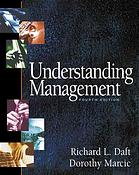 Understanding
Management
FOURTH EDITION
Richard L. Daft
Dorothy Marcic